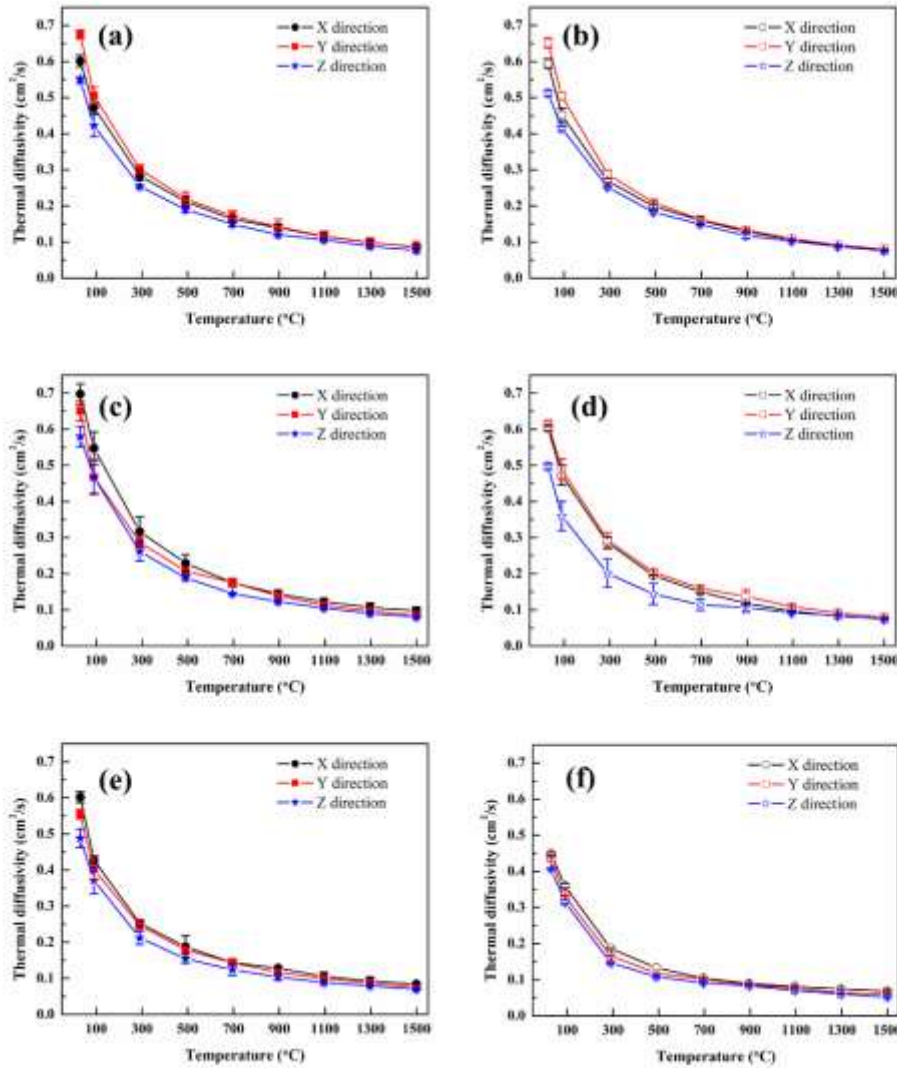 (a)
X direction
Y direction
Z direction
0.7
0.6
0.5
0.4
0.3
0.2
0.1
0.0
Thermal diffusivity (cm²/s)
100 300 500 700 900 1100 1300 1500
Temperature (°C)
(b)
X direction
Y direction
Z direction
0.7
0.6
0.5
0.4
0.3
0.2
0.1
0.0
Thermal diffusivity (cm²/s)
100 300 500 700 900 1100 1300 1500
Temperature (°C)
(c)
X direction
Y direction
Z direction
0.7
0.6
0.5
0.4
0.3
0.2
0.1
0.0
Thermal diffusivity (cm²/s)
100 300 500 700 900 1100 1300 1500
Temperature (°C)
(d)
X direction
Y direction
Z direction
0.7
0.6
0.5
0.4
0.3
0.2
0.1
0.0
Thermal diffusivity (cm²/s)
100 300 500 700 900 1100 1300 1500
Temperature (°C)
(e)
X direction
Y direction
Z direction
0.7
0.6
0.5
0.4
0.3
0.2
0.1
0.0
Thermal diffusivity (cm²/s)
100 300 500 700 900 1100 1300 1500
Temperature (°C)
(f)
X direction
Y direction
Z direction
0.7
0.6
0.5
0.4
0.3
0.2
0.1
0.0
Thermal diffusivity (cm²/s)
100 300 500 700 900 1100 1300 1500
Temperature (°C)